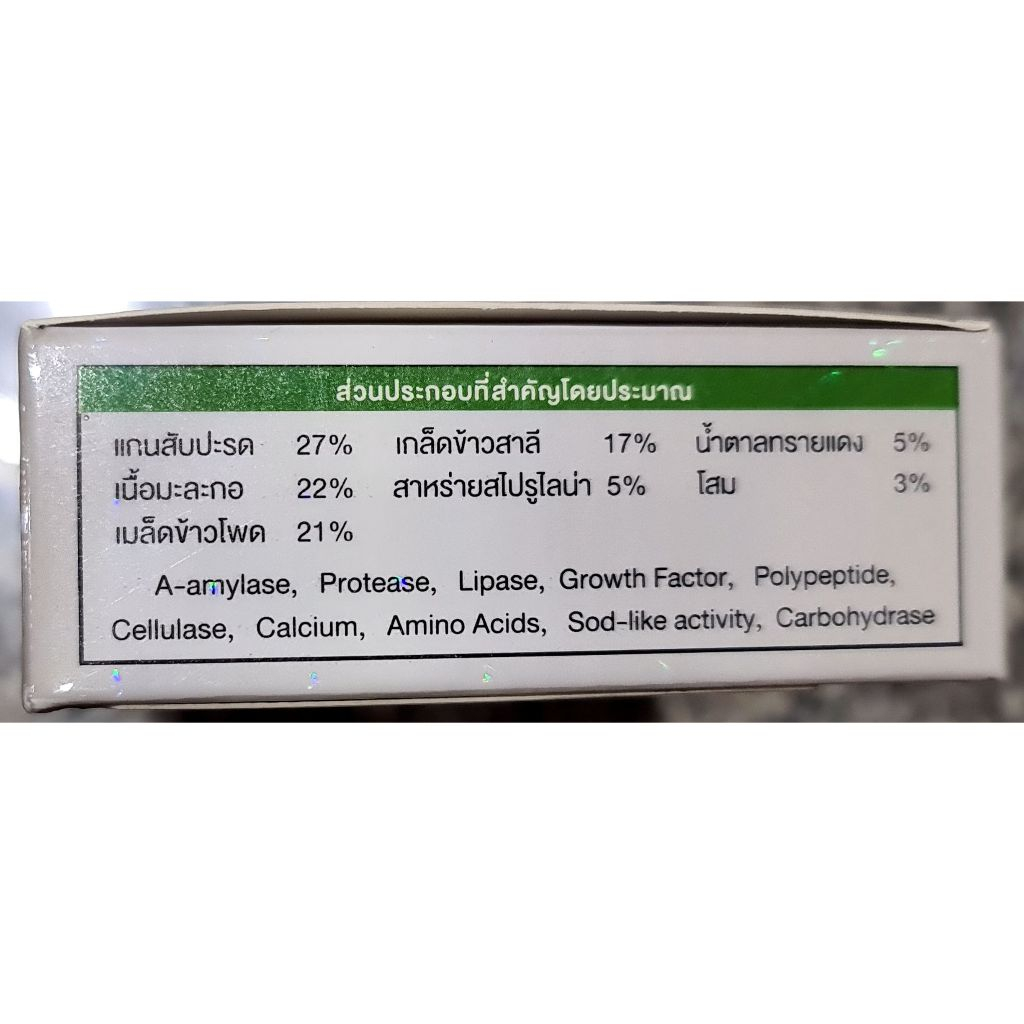 ส่วนประกอบที่สำคัญโดยประมาณ
แกนสับปะรด 27% เกล็ดข้าวสาลี 17% น้ำตาลทรายแดง 5%
เนื้อมะละกอ 22% สาหร่ายสไปรูไลน่า 5% โสม 3%
เมล็ดข้าวโพด 21%
A-amylase, Protease, Lipase, Growth Factor, Polypeptide,
Cellulase, Calcium, Amino Acids, Sod-like activity, Carbohydrase